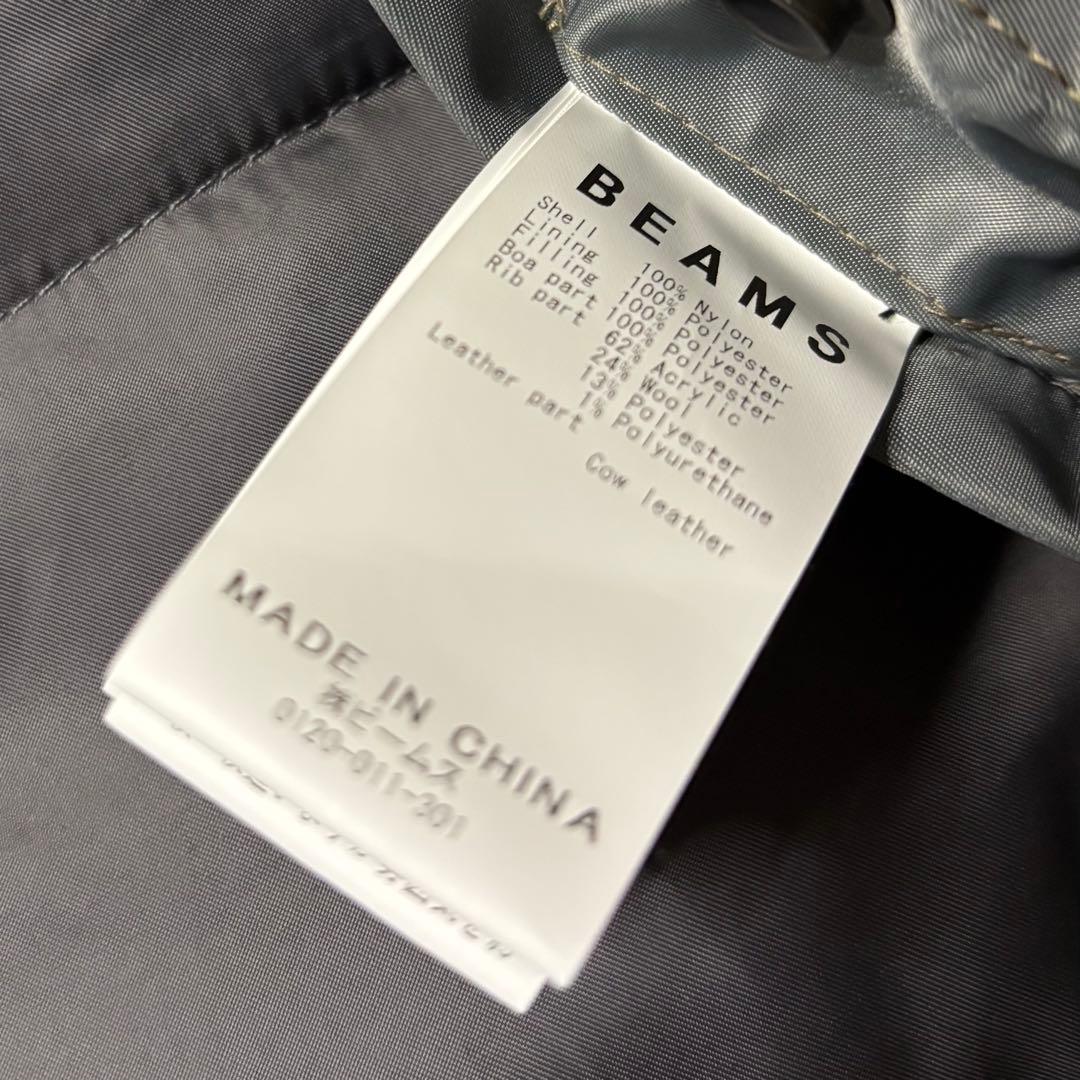 BEAMS
Shell 100% Nylon
Lining 100% Polyester
Filling 100% Polyester
Boa part 100% Polyester
Rib part 62% Acrylic
24% Wool
13% Polyester
1% Polyurethane
Leather part
Cow leather
MADE IN CHINA
㈱ビームス
0120-011-301